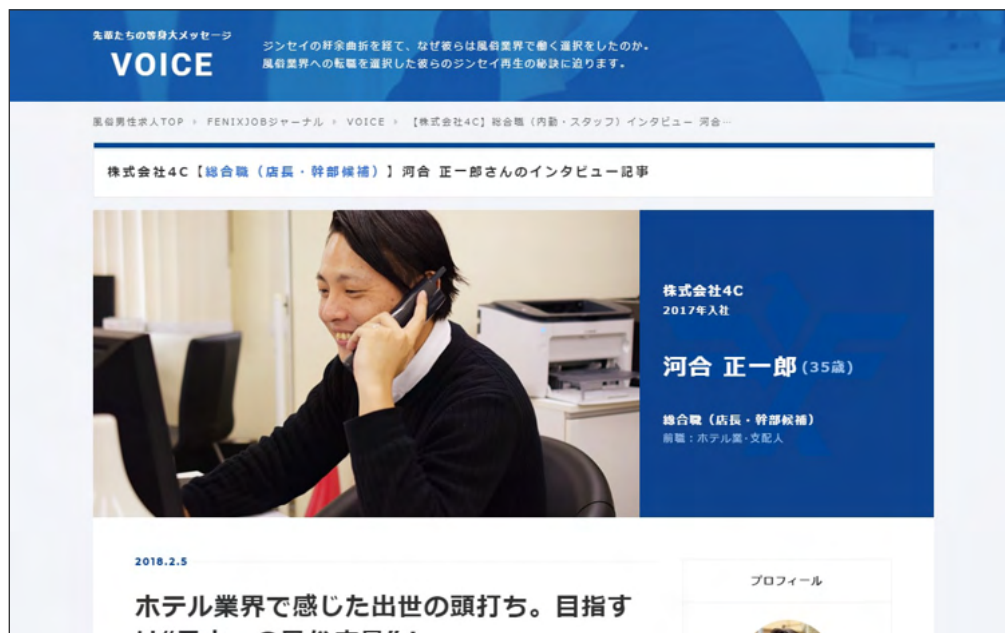 先輩たちの等身大メッセージ
VOICE
ジンセイの紆余曲折を経て、なぜ彼らは風俗業界で働く選択をしたのか。
風俗業界への転職を選択した彼らのジンセイ再生の秘訣に迫ります。
風俗男性求人TOP
FENIXJOBジャーナル
VOICE
【株式会社4C】総合職（内勤・スタッフ）インタビュー 河合…
株式会社4C【総合職（店長・幹部候補）】河合 正一郎さんのインタビュー記事
株式会社4C
2017年入社
河合 正一郎(35歳)
総合職（店長・幹部候補）
前職：ホテル業・支配人
2018.2.5
ホテル業界で感じた出世の頭打ち。目指す
プロフィール